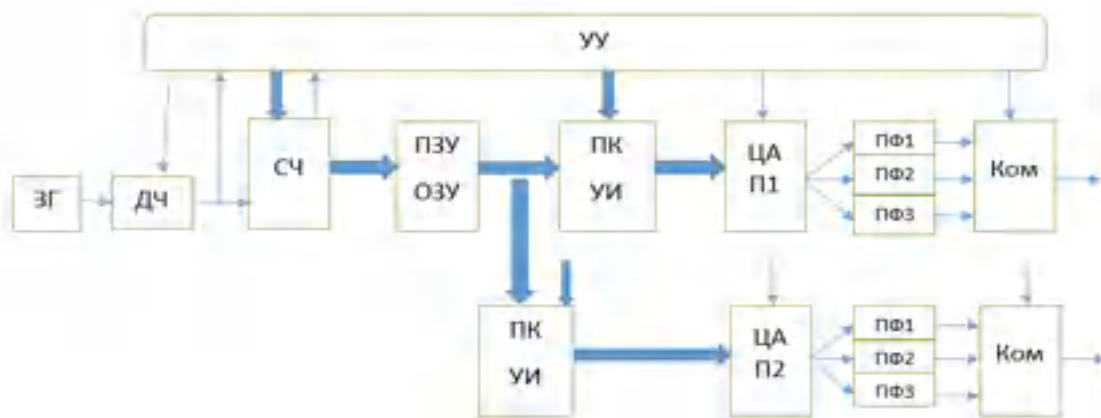 УУ
ЗГ
ДЧ
СЧ
ПЗУ
ОЗУ
ПК
УИ
ЦА
П1
ПФ1
ПФ2
ПФ3
Ком
ПК
УИ
ЦА
П2
ПФ1
ПФ2
ПФ3
Ком